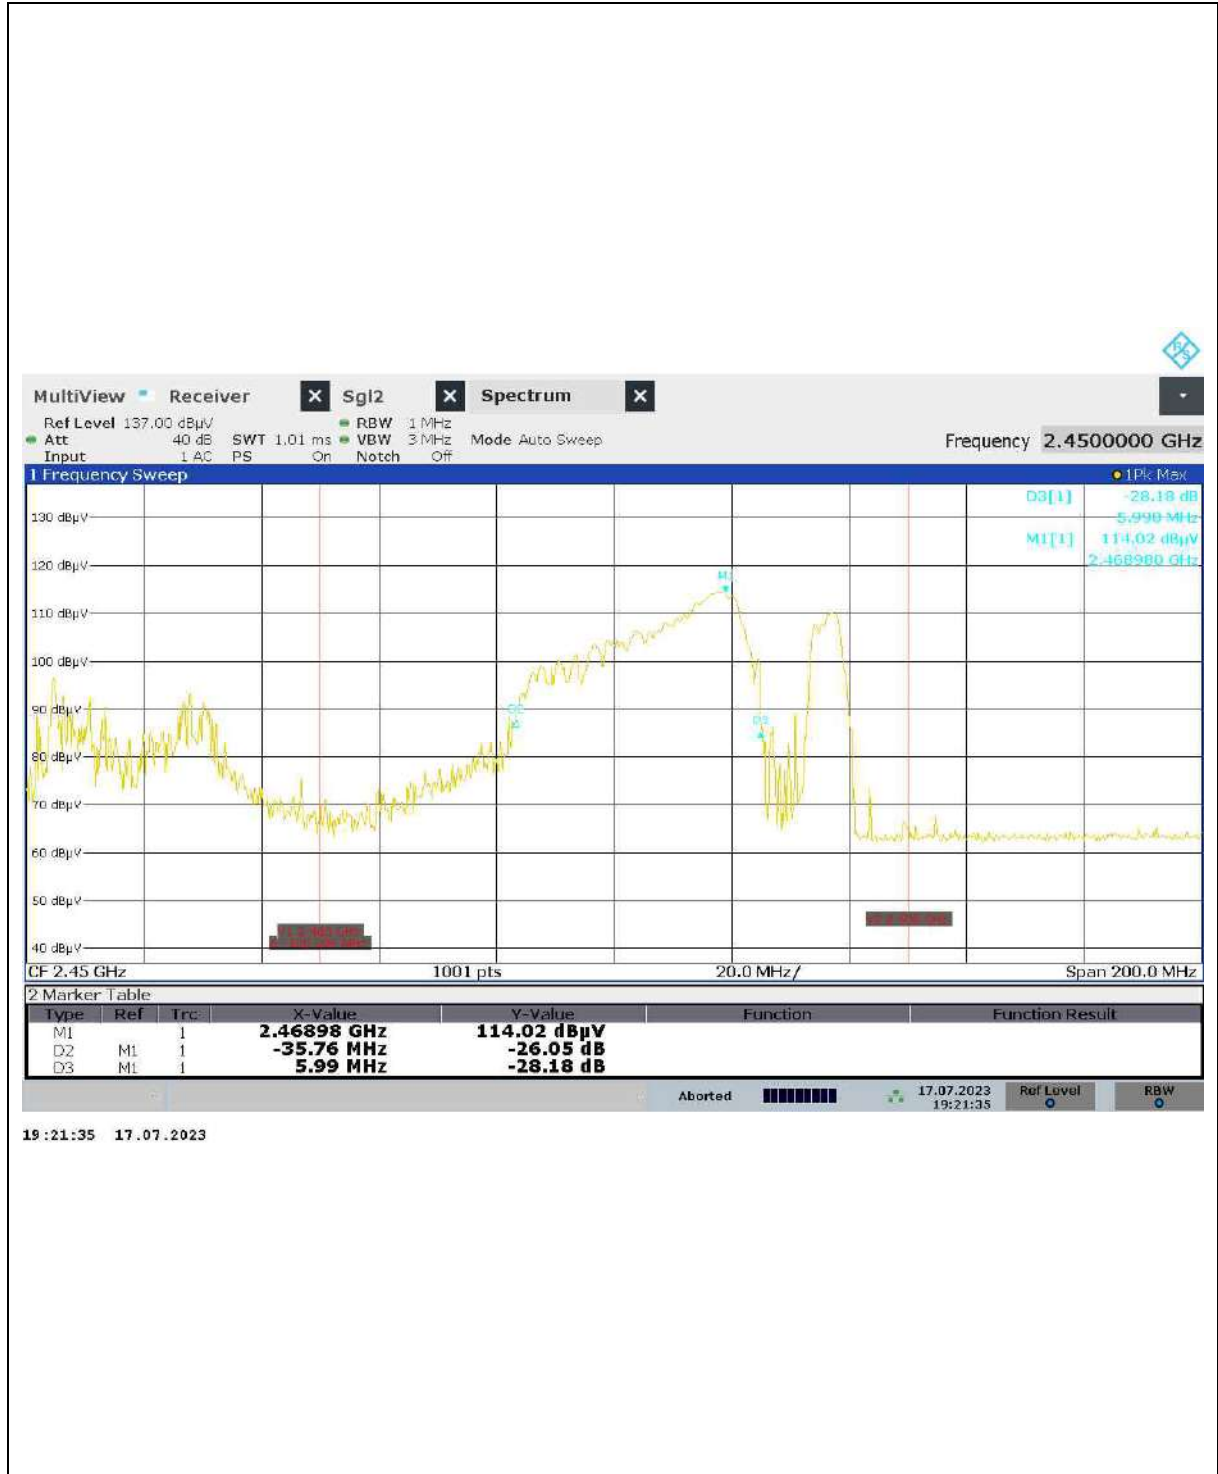 MultiView Receiver Sgl2 Spectrum
Ref Level 137.00 dBµV RBW 1 MHz
Att 40 dB SWT 1.01 ms VBW 3 MHz Mode Auto Sweep Frequency 2.4500000 GHz
Input 1 AC PS On Notch Off
1 Frequency Sweep 1Pk Max
D3[1] -28.18 dB
5.990 MHz
M1[1] 114.02 dBµV
2.468980 GHz
130 dBµV
120 dBµV
M1
110 dBµV
100 dBµV
90 dBµV
D2
D3
80 dBµV
70 dBµV
60 dBµV
50 dBµV
40 dBµV
CF 2.45 GHz 1001 pts 20.0 MHz/ Span 200.0 MHz
2 Marker Table
Type Ref Trc X-Value Y-Value Function Function Result
M1 1 2.46898 GHz 114.02 dBµV
D2 M1 1 -35.76 MHz -26.05 dB
D3 M1 1 5.99 MHz -28.18 dB
Aborted 17.07.2023 Ref Level RBW
19:21:35
19:21:35 17.07.2023